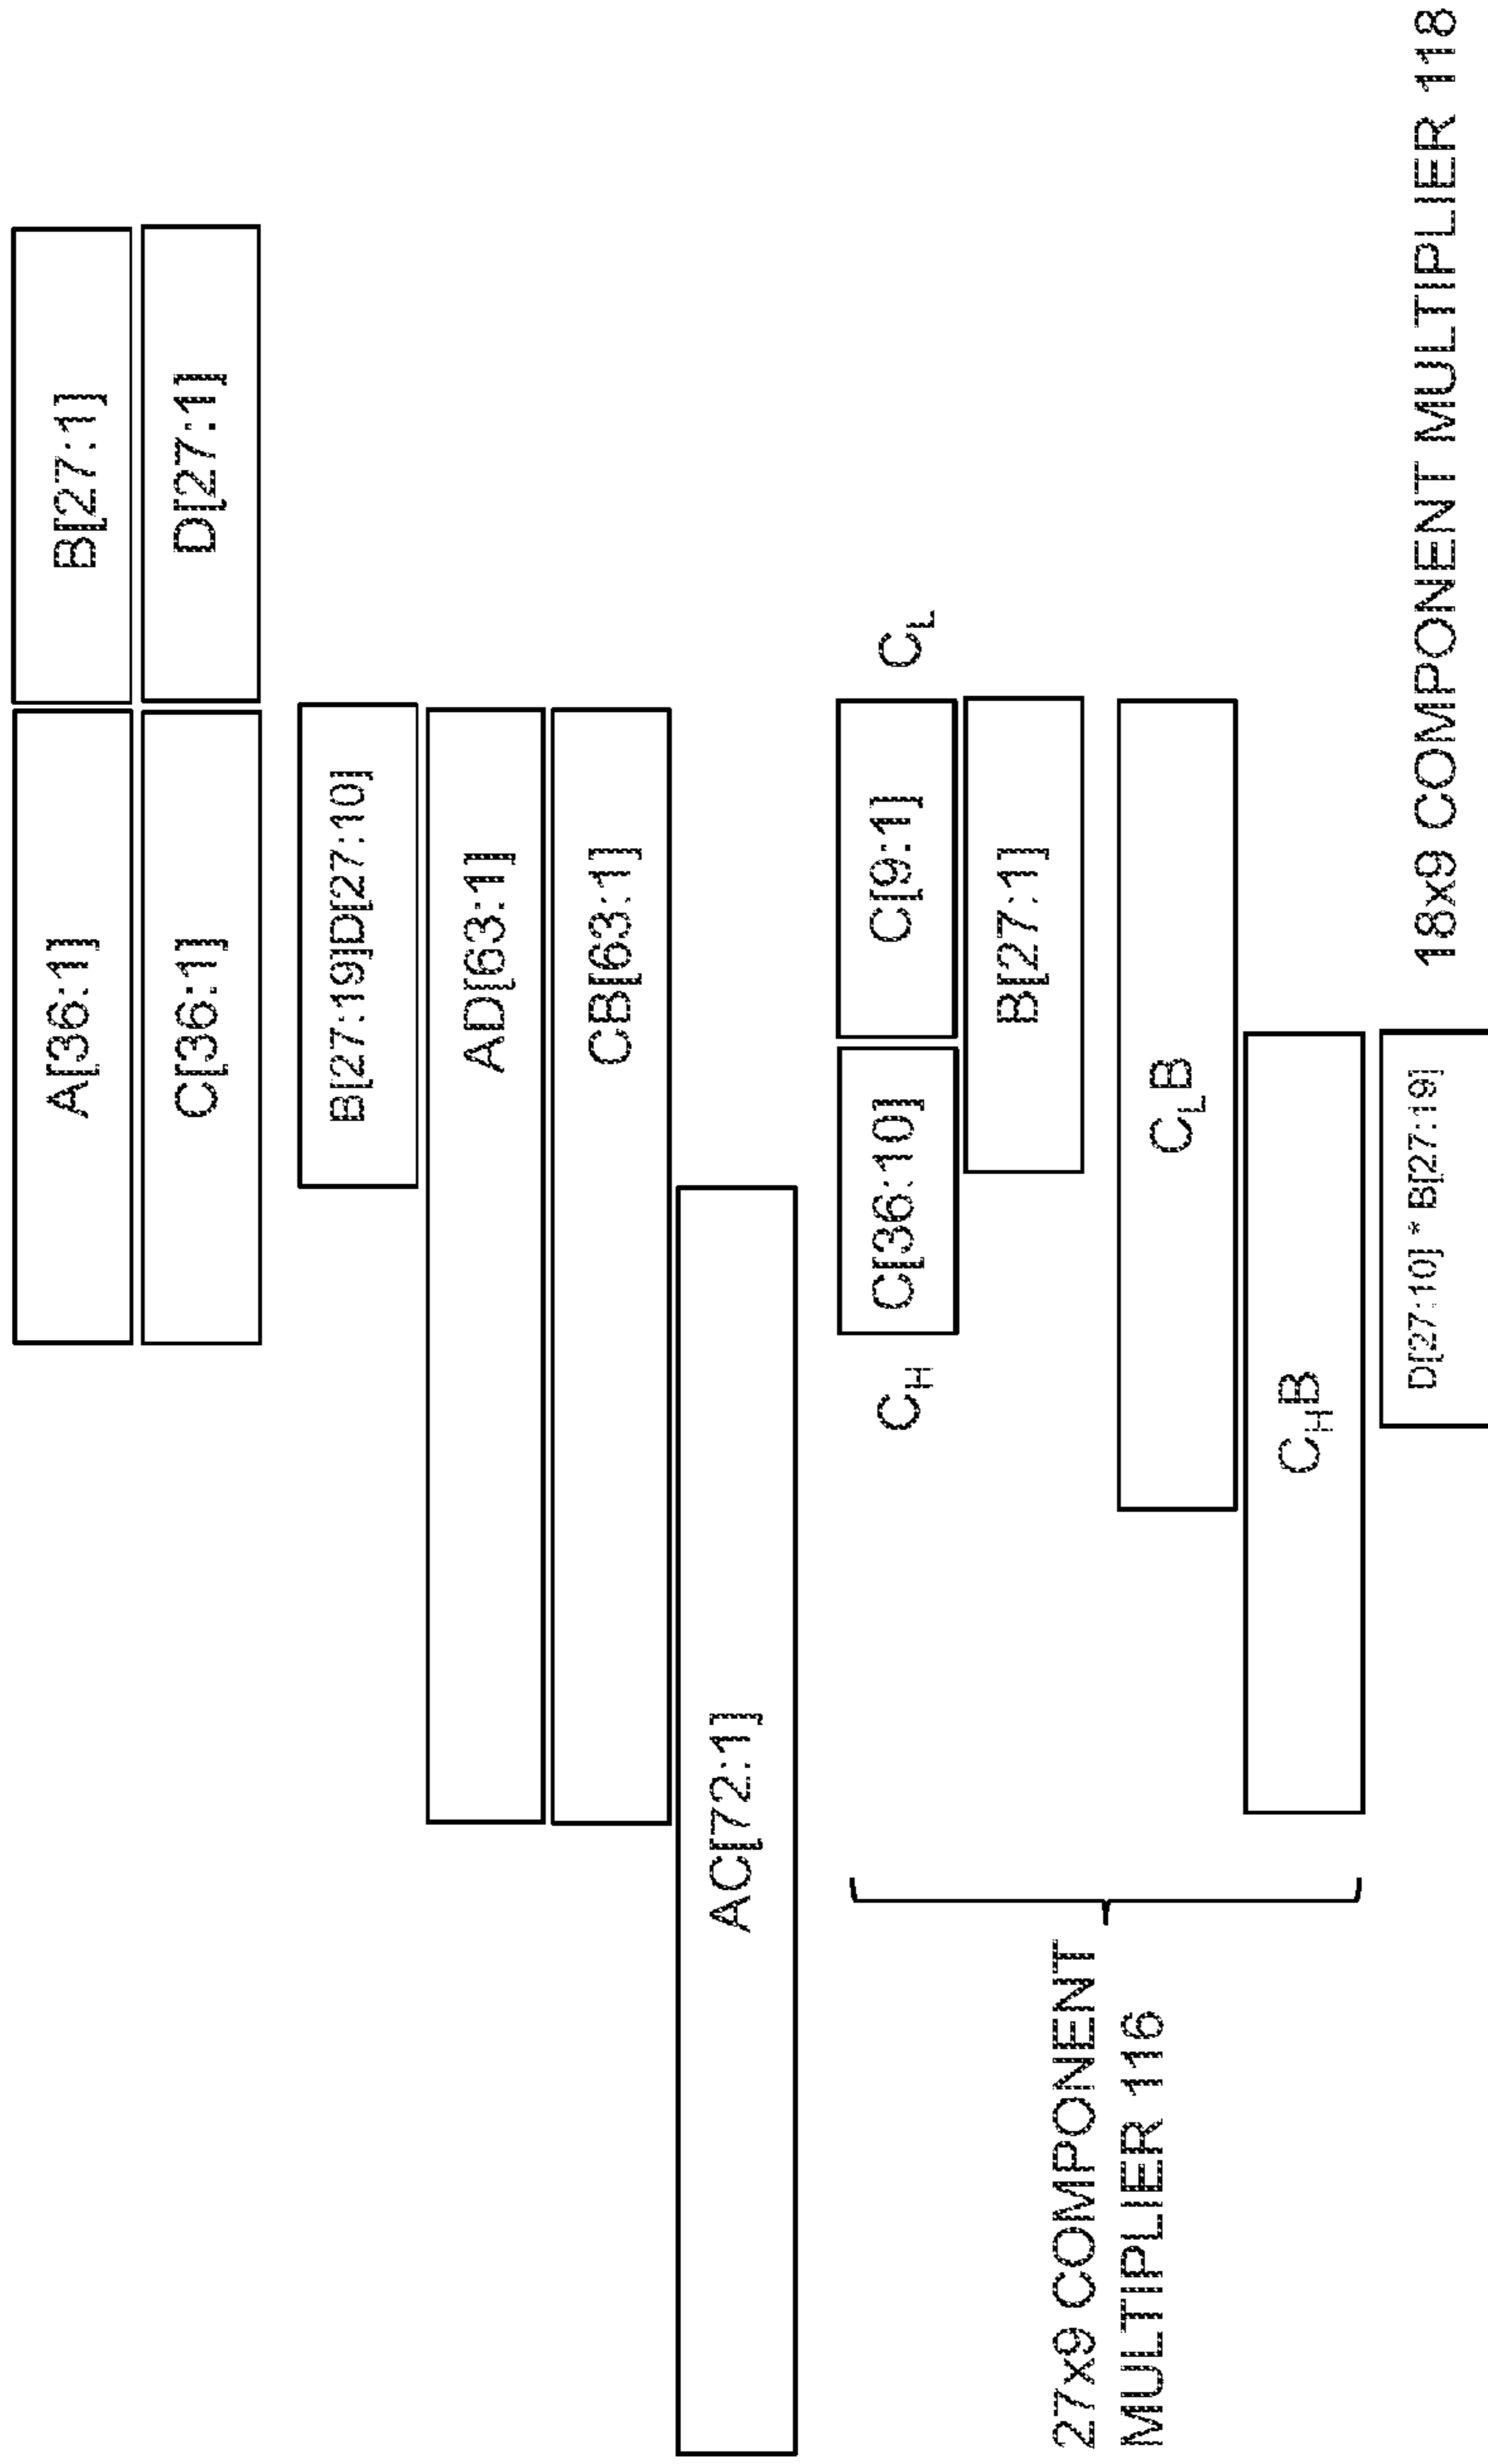 A[36:1] B[27:1]
C[36:1] D[27:1]
B[27:19]D[27:10]
AD[63:1]
CB[63:1]
AC[72:1]
C_H C[36:10] C[9:1] C_L
B[27:1]
27x9 COMPONENT
MULTIPLIER 116
C_LB
C_HB
D[27:10] * B[27:19]
18x9 COMPONENT MULTIPLIER 118